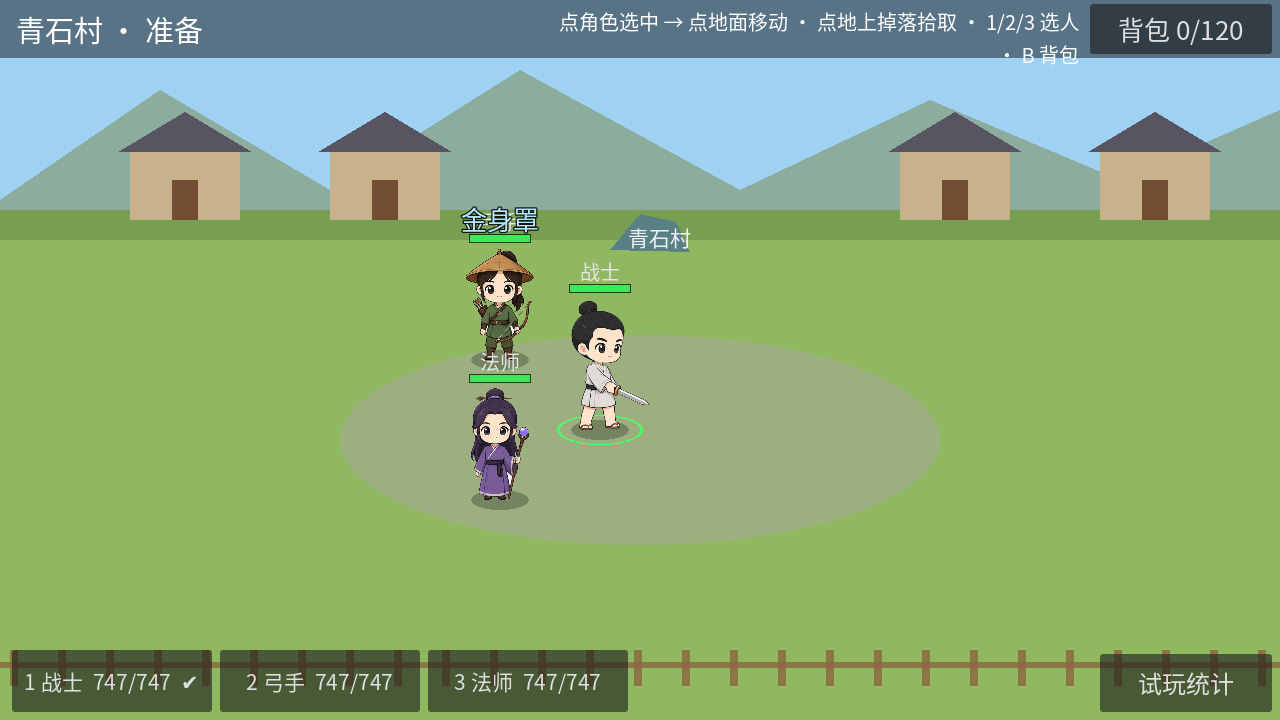 青石村 · 准备
点角色选中 → 点地面移动 · 点地上掉落拾取 · 1/2/3 选人
· B 背包
背包 0/120
金身罩
青石村
战士
法师
1 战士 747/747 ✔
2 弓手 747/747
3 法师 747/747
试玩统计